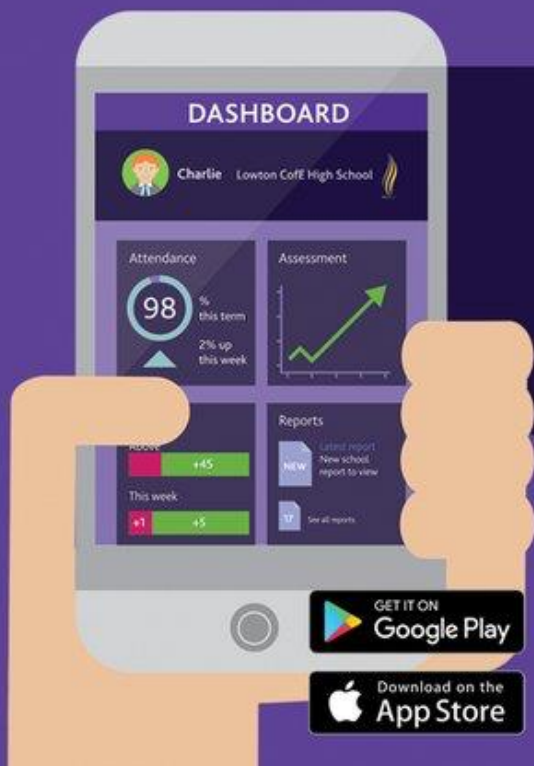 DASHBOARD
Charlie Lowton CofE High School
Attendance
98 %
this term
2% up
this week
Assessment
+45
This week
+1 +5
Reports
NEW
Latest report
New school
report to view
17
See all reports
GET IT ON
Google Play
Download on the
App Store